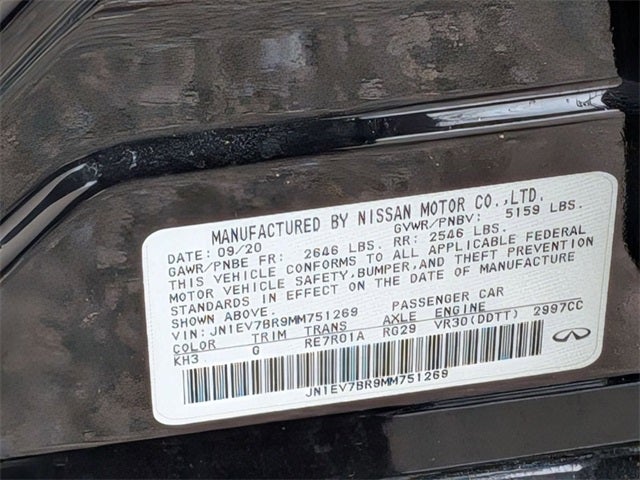 MANUFACTURED BY NISSAN MOTOR CO.,LTD.
DATE: 09/20 GVWR/PNBV: 5159 LBS.
GAWR/PNBE FR: 2646 LBS. RR: 2546 LBS.
THIS VEHICLE CONFORMS TO ALL APPLICABLE FEDERAL
MOTOR VEHICLE SAFETY,BUMPER,AND THEFT PREVENTION
STANDARDS IN EFFECT ON THE DATE OF MANUFACTURE
SHOWN ABOVE.
VIN: JN1EV7BR9MM751269 PASSENGER CAR
COLOR TRIM TRANS AXLE ENGINE
KH3 G RE7R01A RG29 VR30(DDTT) 2997CC
JN1EV7BR9MM751269